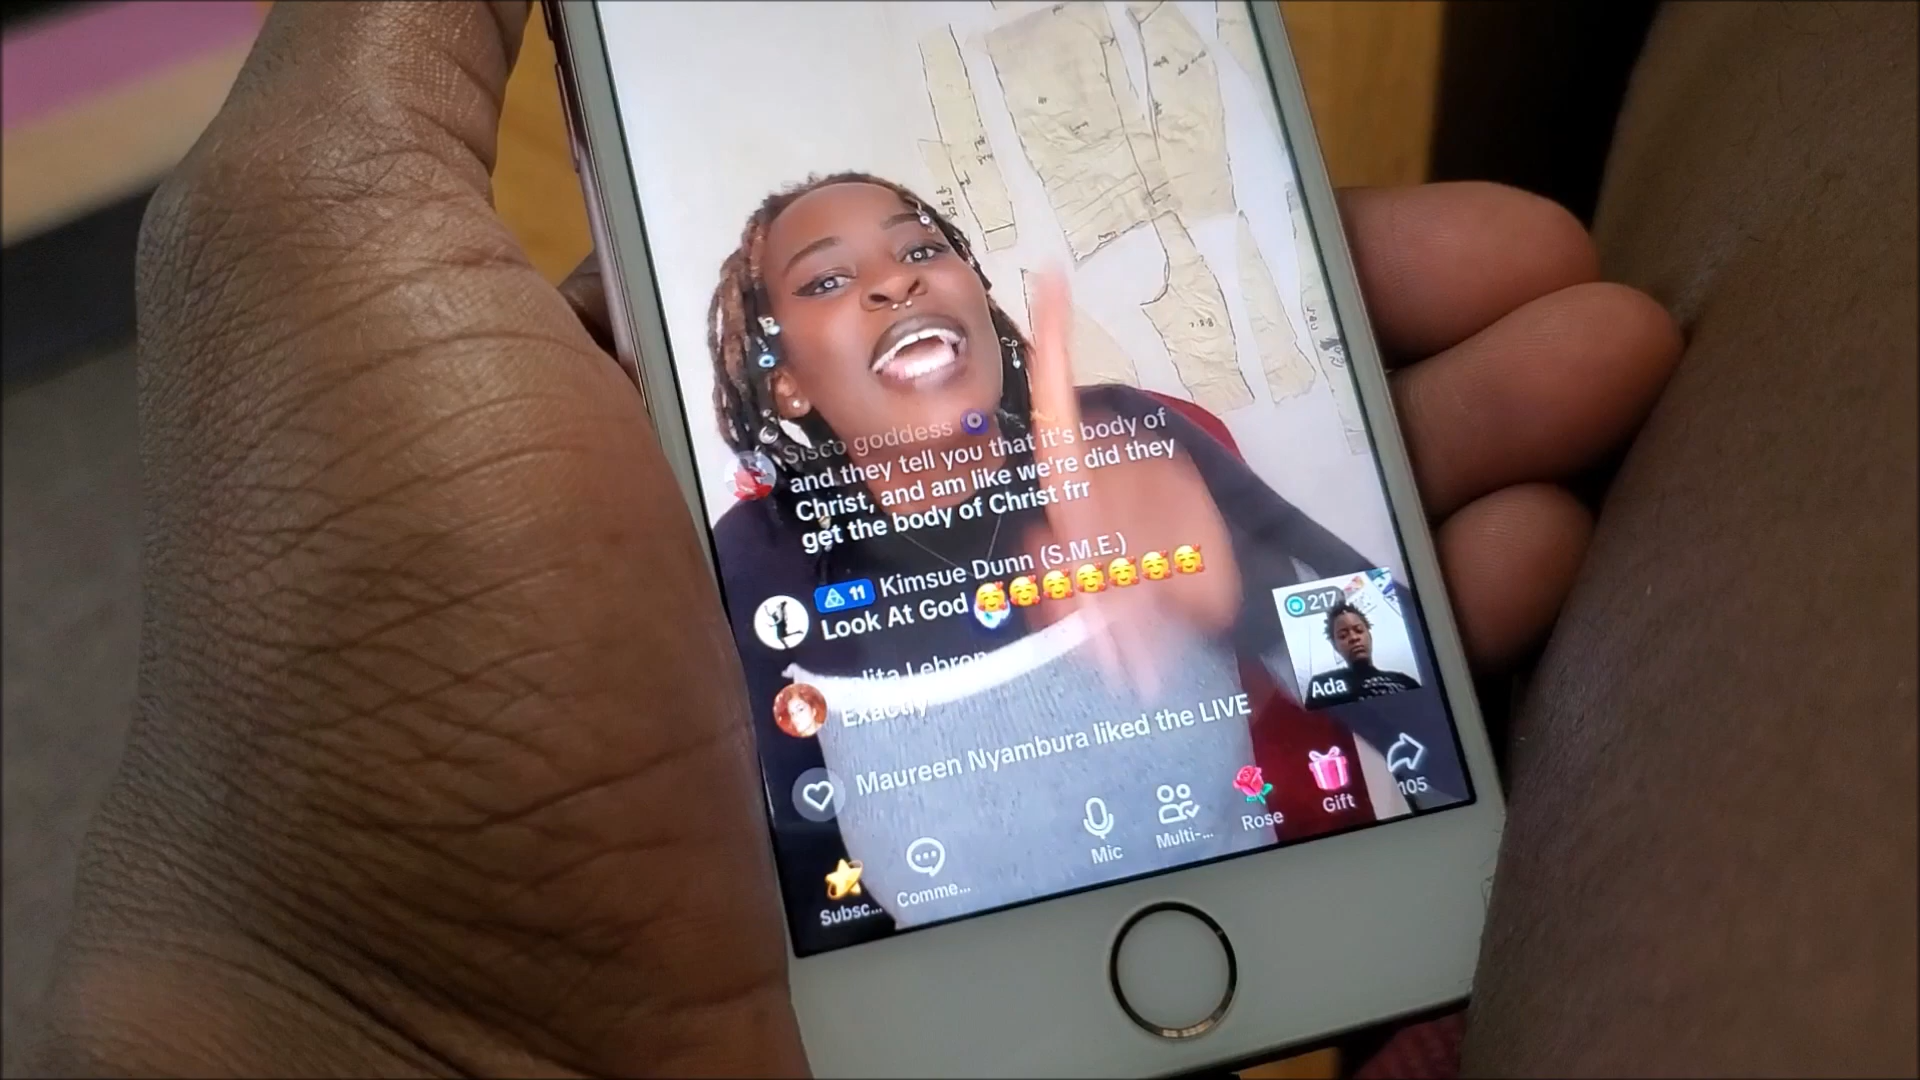 Sisco goddess
and they tell you that it's body of
Christ, and am like we're did they
get the body of Christ frr
11 Kimsue Dunn (S.M.E.)
Look At God
Lebron
Exactly
Maureen Nyambura liked the LIVE
217
Ada
Subsc...
Comme...
Mic
Multi-...
Rose
Gift
105